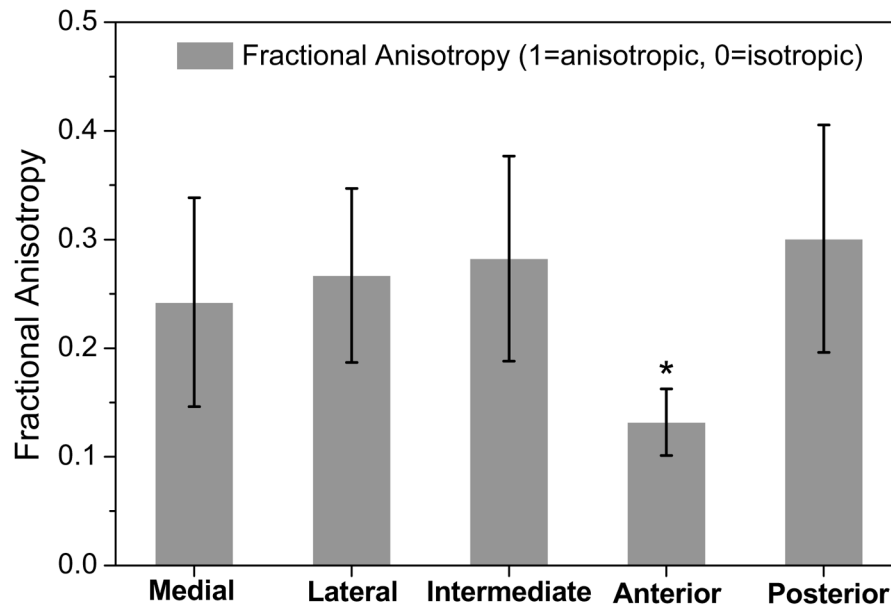 0.5
Fractional Anisotropy (1=anisotropic, 0=isotropic)
0.4
0.3
0.2
0.1
0.0
Fractional Anisotropy
*
Medial Lateral Intermediate Anterior Posterior